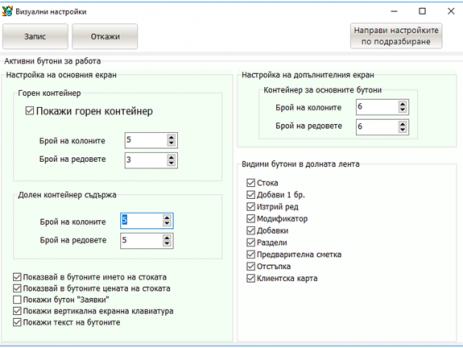 Визуални настройки
Запис
Откажи
Направи настройките
по подразбиране
Активни бутони за работа
Настройка на основния екран
Горен контейнер
Покажи горен контейнер
Брой на колоните
5
Брой на редовете
3
Долен контейнер съдържа
Брой на колоните
5
Брой на редовете
5
Показвай в бутоните името на стоката
Показвай в бутоните цената на стоката
Покажи бутон "Заявки"
Покажи вертикална екранна клавиатура
Покажи текст на бутоните
Настройка на допълнителния екран
Контейнер за основните бутони
Брой на колоните
6
Брой на редовете
6
Видими бутони в долната лента
Стока
Добави 1 бр.
Изтрий ред
Модификатор
Добавки
Раздели
Предварителна сметка
Отстъпка
Клиентска карта